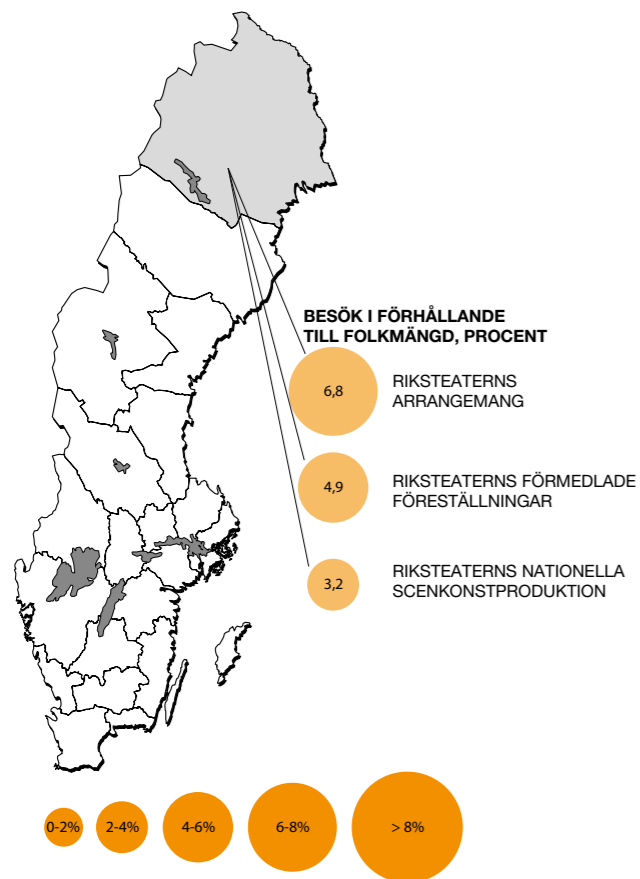 BESÖK I FÖRHÅLLANDE
TILL FOLKMÄNGD, PROCENT
6,8
RIKSTEATERNS
ARRANGEMANG
4,9
RIKSTEATERNS FÖRMEDLADE
FÖRESTÄLLNINGAR
3,2
RIKSTEATERNS NATIONELLA
SCENKONSTPRODUKTION
0-2%
2-4%
4-6%
6-8%
> 8%